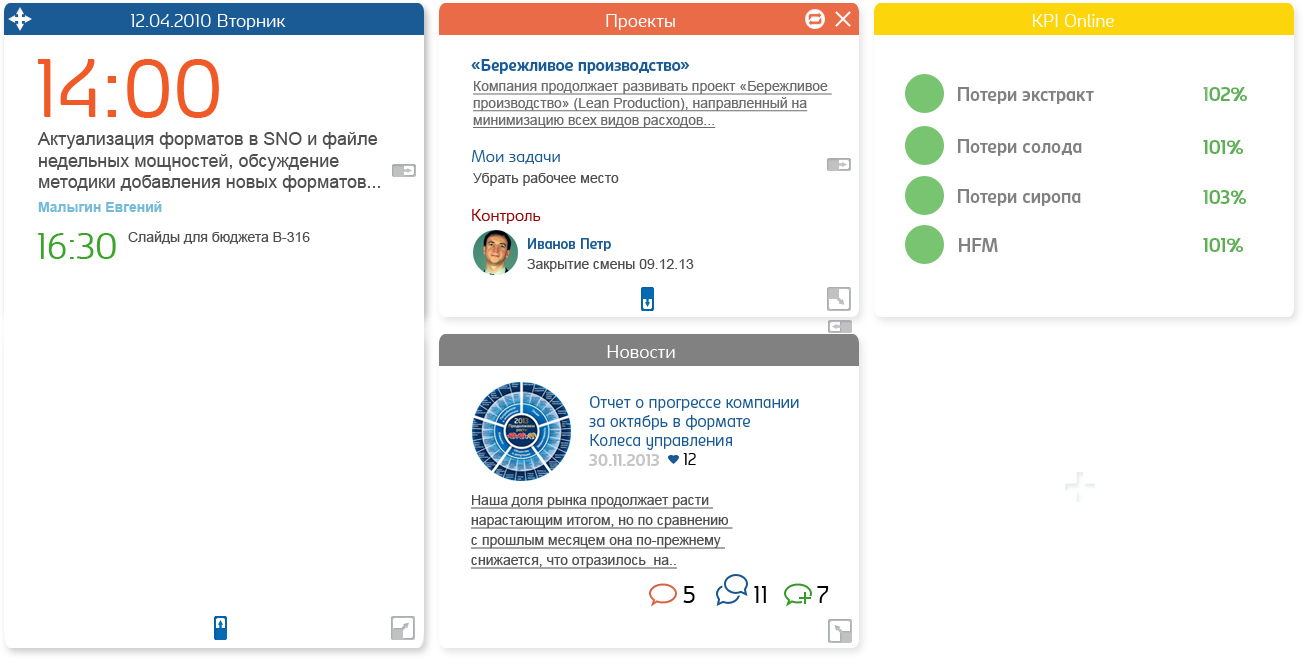 12.04.2010 Вторник
14:00
Актуализация форматов в SNO и файле
недельных мощностей, обсуждение
методики добавления новых форматов...
Малыгин Евгений
16:30 Слайды для бюджета В-316
Проекты
«Бережливое производство»
Компания продолжает развивать проект «Бережливое
производство» (Lean Production), направленный на
минимизацию всех видов расходов...
Мои задачи
Убрать рабочее место
Контроль
Иванов Петр
Закрытие смены 09.12.13
KPI Online
Потери экстракт 102%
Потери солода 101%
Потери сиропа 103%
HFM 101%
Новости
2013
Отчет о прогрессе компании
за октябрь в формате
Колеса управления
30.11.2013 12
Наша доля рынка продолжает расти
нарастающим итогом, но по сравнению
с прошлым месяцем она по-прежнему
снижается, что отразилось на..
5 11 7